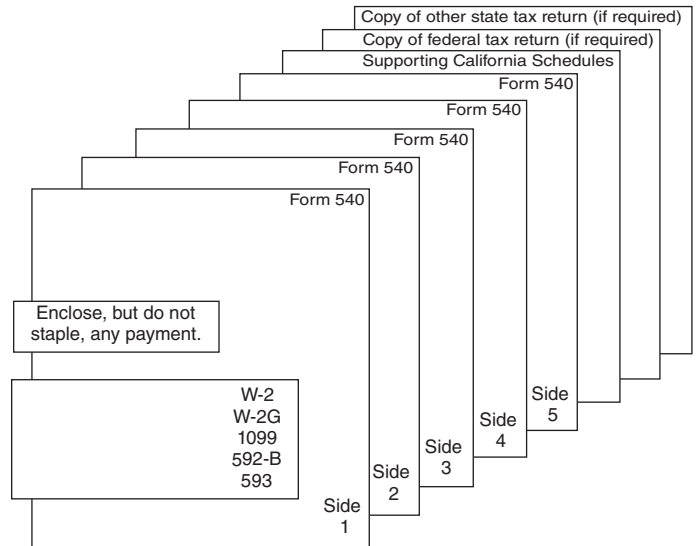 Copy of other state tax return (if required)
Copy of federal tax return (if required)
Supporting California Schedules
Form 540
Form 540
Form 540
Form 540
Form 540
Enclose, but do not
staple, any payment.
W-2
W-2G
1099
592-B
593
Side
1
Side
2
Side
3
Side
4
Side
5